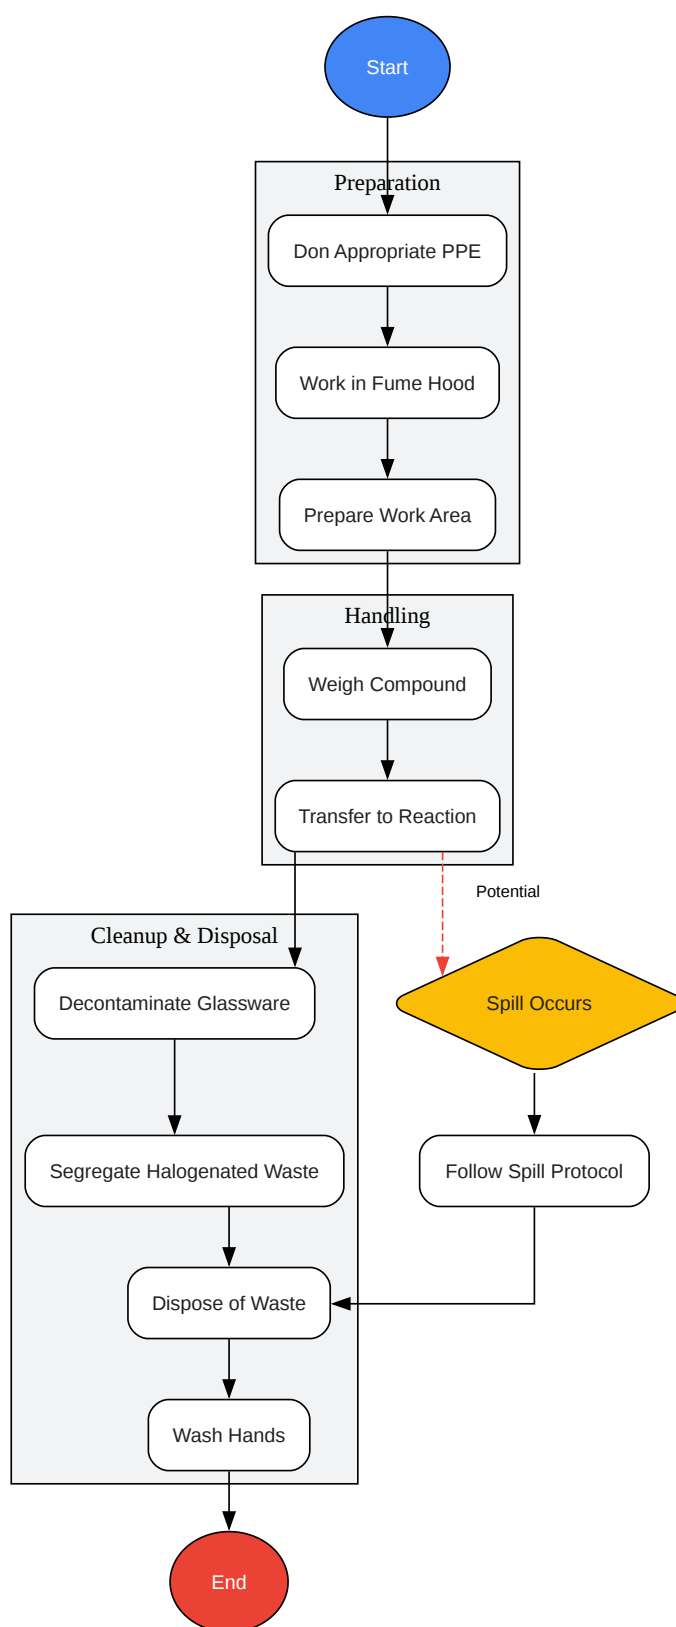 Start
Preparation
Don Appropriate PPE
Work in Fume Hood
Prepare Work Area
Handling
Weigh Compound
Transfer to Reaction
Potential
Cleanup & Disposal
Decontaminate Glassware
Spill Occurs
Segregate Halogenated Waste
Follow Spill Protocol
Dispose of Waste
Wash Hands
End